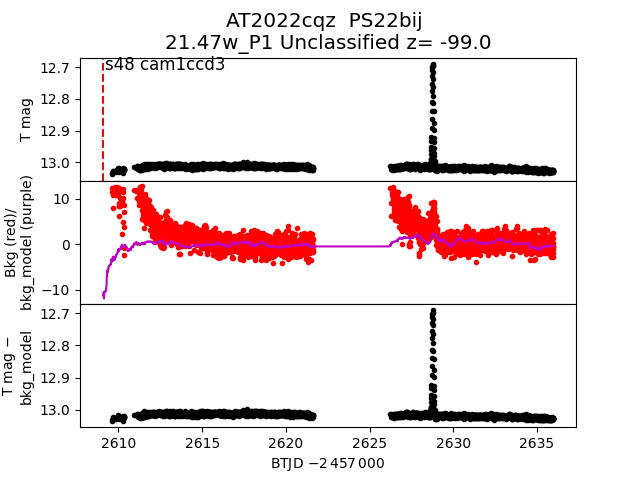 AT2022cqz  PS22bij
21.47w_P1 Unclassified z= -99.0
s48 cam1ccd3
12.7
12.8
12.9
13.0
T mag
10
0
−10
Bkg (red)/
bkg_model (purple)
12.7
12.8
12.9
13.0
T mag −
bkg_model
2610
2615
2620
2625
2630
2635
BTJD −2 457 000